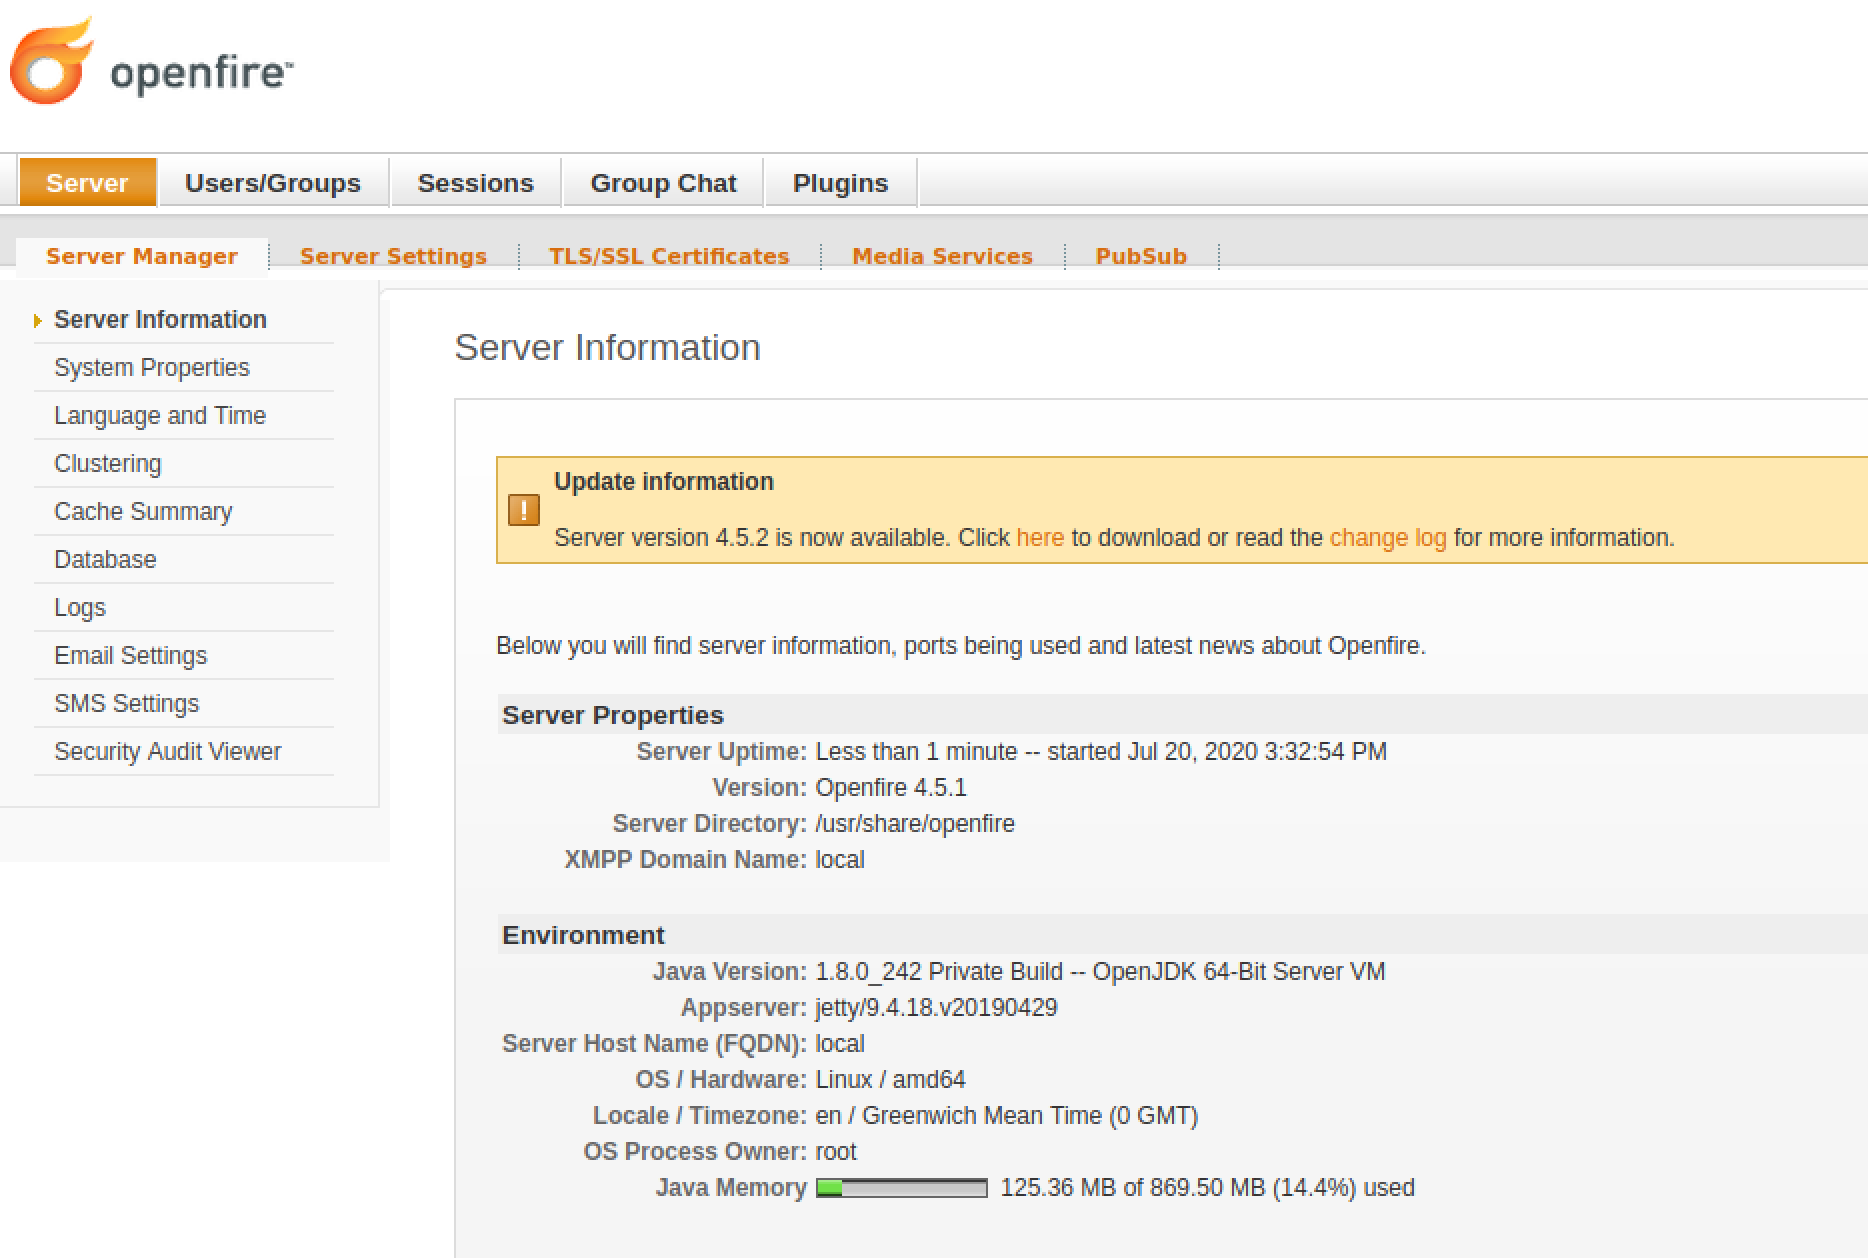 openfire™
Server Users/Groups Sessions Group Chat Plugins
Server Manager Server Settings TLS/SSL Certificates Media Services PubSub
Server Information
System Properties
Language and Time
Clustering
Cache Summary
Database
Logs
Email Settings
SMS Settings
Security Audit Viewer
Server Information
Update information
Server version 4.5.2 is now available. Click here to download or read the change log for more information.
Below you will find server information, ports being used and latest news about Openfire.
Server Properties
Server Uptime: Less than 1 minute -- started Jul 20, 2020 3:32:54 PM
Version: Openfire 4.5.1
Server Directory: /usr/share/openfire
XMPP Domain Name: local
Environment
Java Version: 1.8.0_242 Private Build -- OpenJDK 64-Bit Server VM
Appserver: jetty/9.4.18.v20190429
Server Host Name (FQDN): local
OS / Hardware: Linux / amd64
Locale / Timezone: en / Greenwich Mean Time (0 GMT)
OS Process Owner: root
Java Memory 125.36 MB of 869.50 MB (14.4%) used